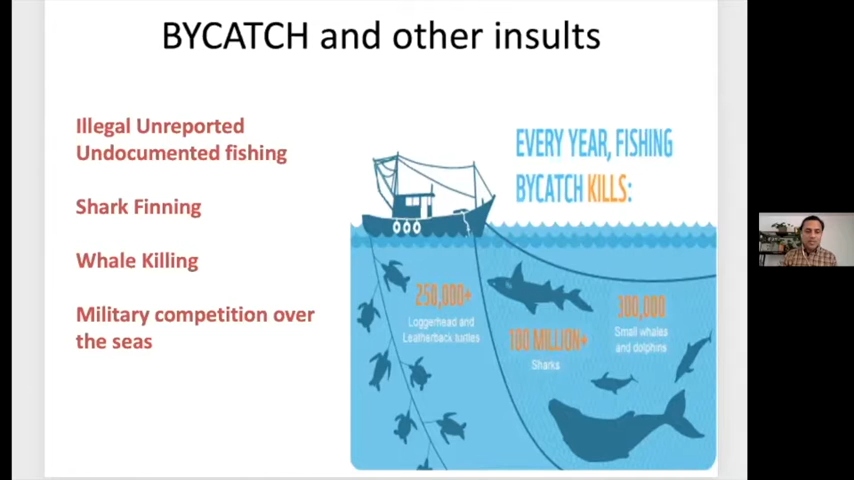 BYCATCH and other insults
Illegal Unreported
Undocumented fishing
Shark Finning
Whale Killing
Military competition over
the seas
EVERY YEAR, FISHING
BYCATCH KILLS:
250,000+
Loggerhead and
Leatherback turtles
100 MILLION+
Sharks
300,000
Small whales
and dolphins